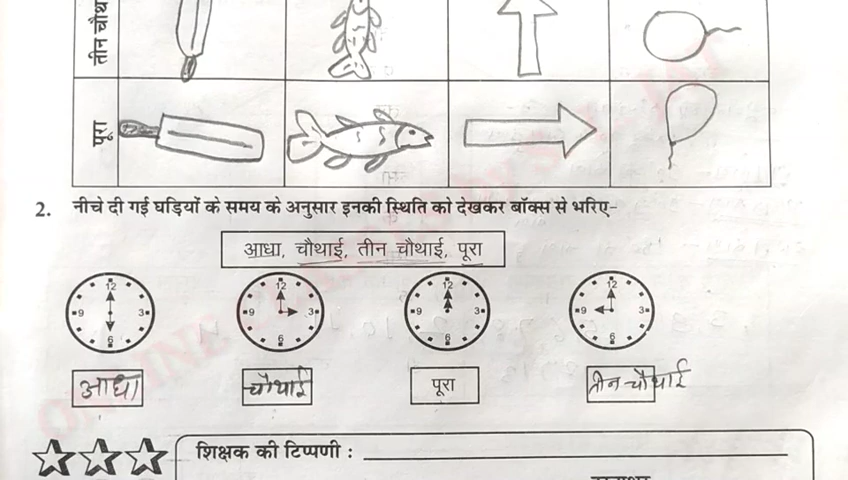 तीन चौथ
पूरा
2. नीचे दी गई घड़ियों के समय के अनुसार इनकी स्थिति को देखकर बॉक्स से भरिए-
आधा, चौथाई, तीन चौथाई, पूरा
12 12 12 12
9 3 9 3 9 3 9 3
6 6 6 6
आधा चौथाई पूरा तीन चौथाई
शिक्षक की टिप्पणी :